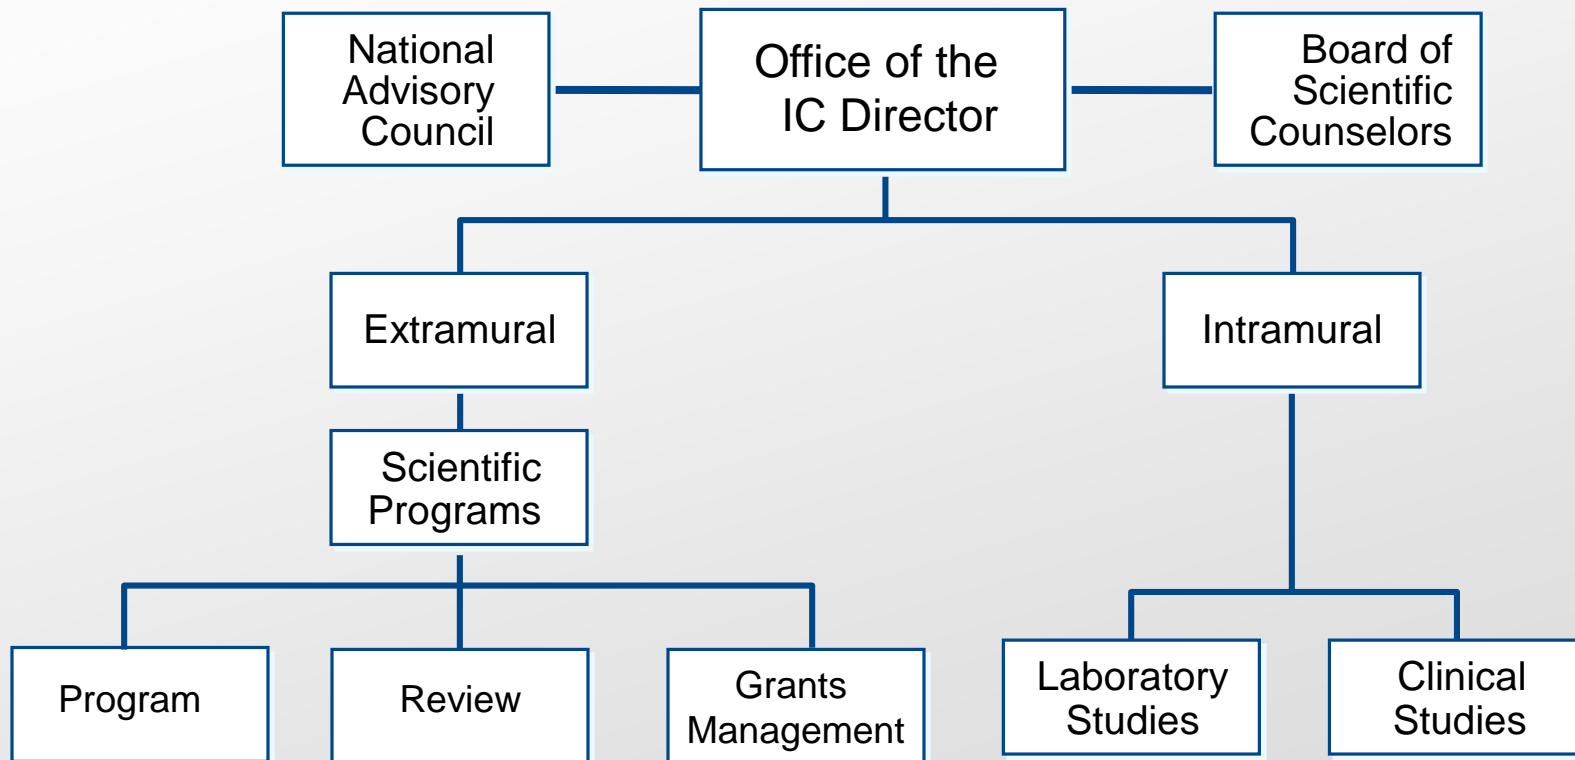 National
Advisory
Council
Office of the
IC Director
Board of
Scientific
Counselors
Extramural
Intramural
Scientific
Programs
Program
Review
Grants
Management
Laboratory
Studies
Clinical
Studies